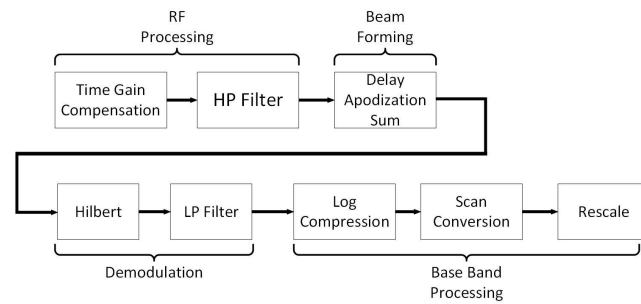 RF
Processing
Beam
Forming
Time Gain
Compensation
HP Filter
Delay
Apodization
Sum
Hilbert
LP Filter
Log
Compression
Scan
Conversion
Rescale
Demodulation
Base Band
Processing